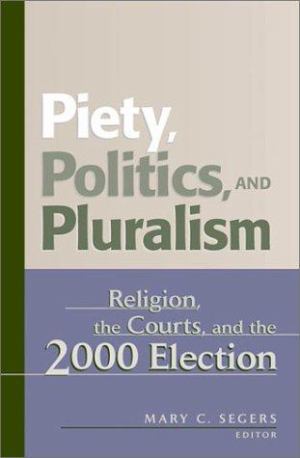 Piety,
Politics, AND
Pluralism
Religion,
the Courts, and the
2000 Election
MARY C. SEGERS
EDITOR